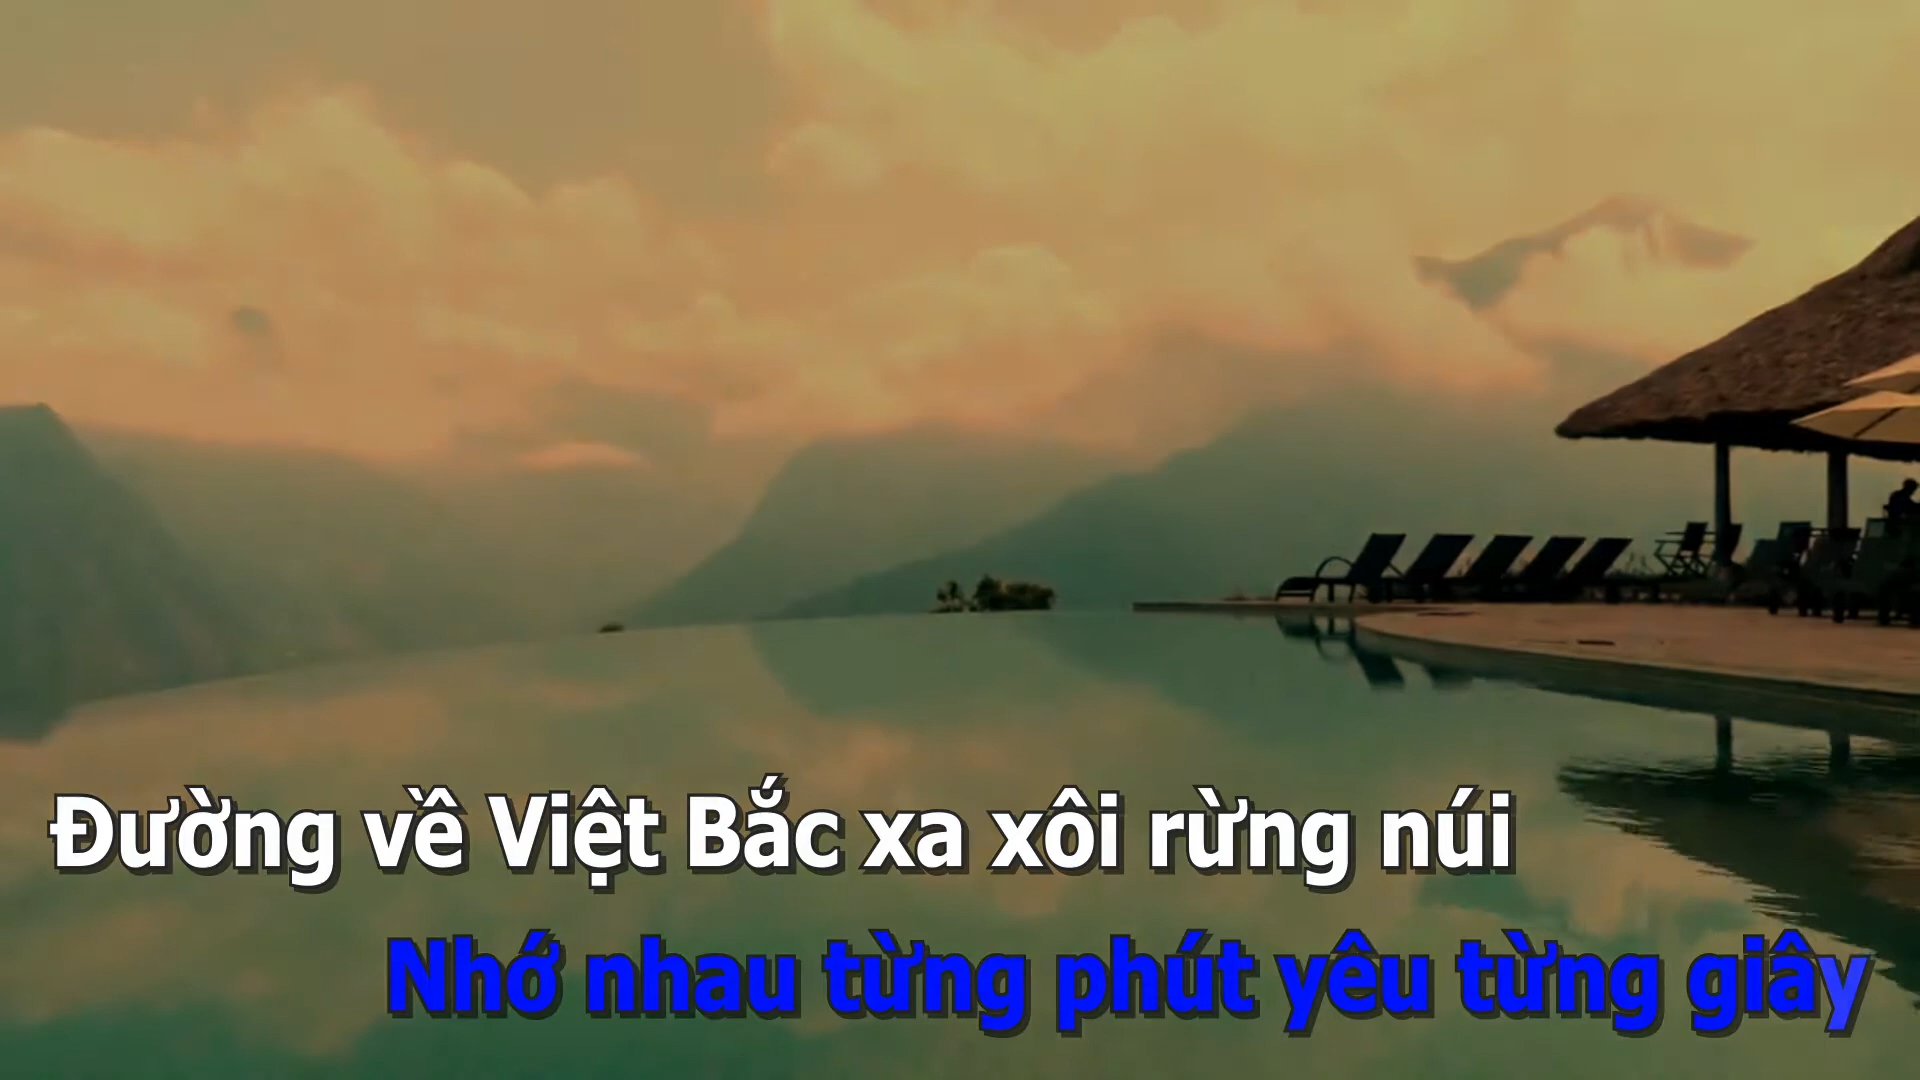 Đường về Việt Bắc xa xôi rừng núi
Nhớ nhau từng phút yêu từng giây